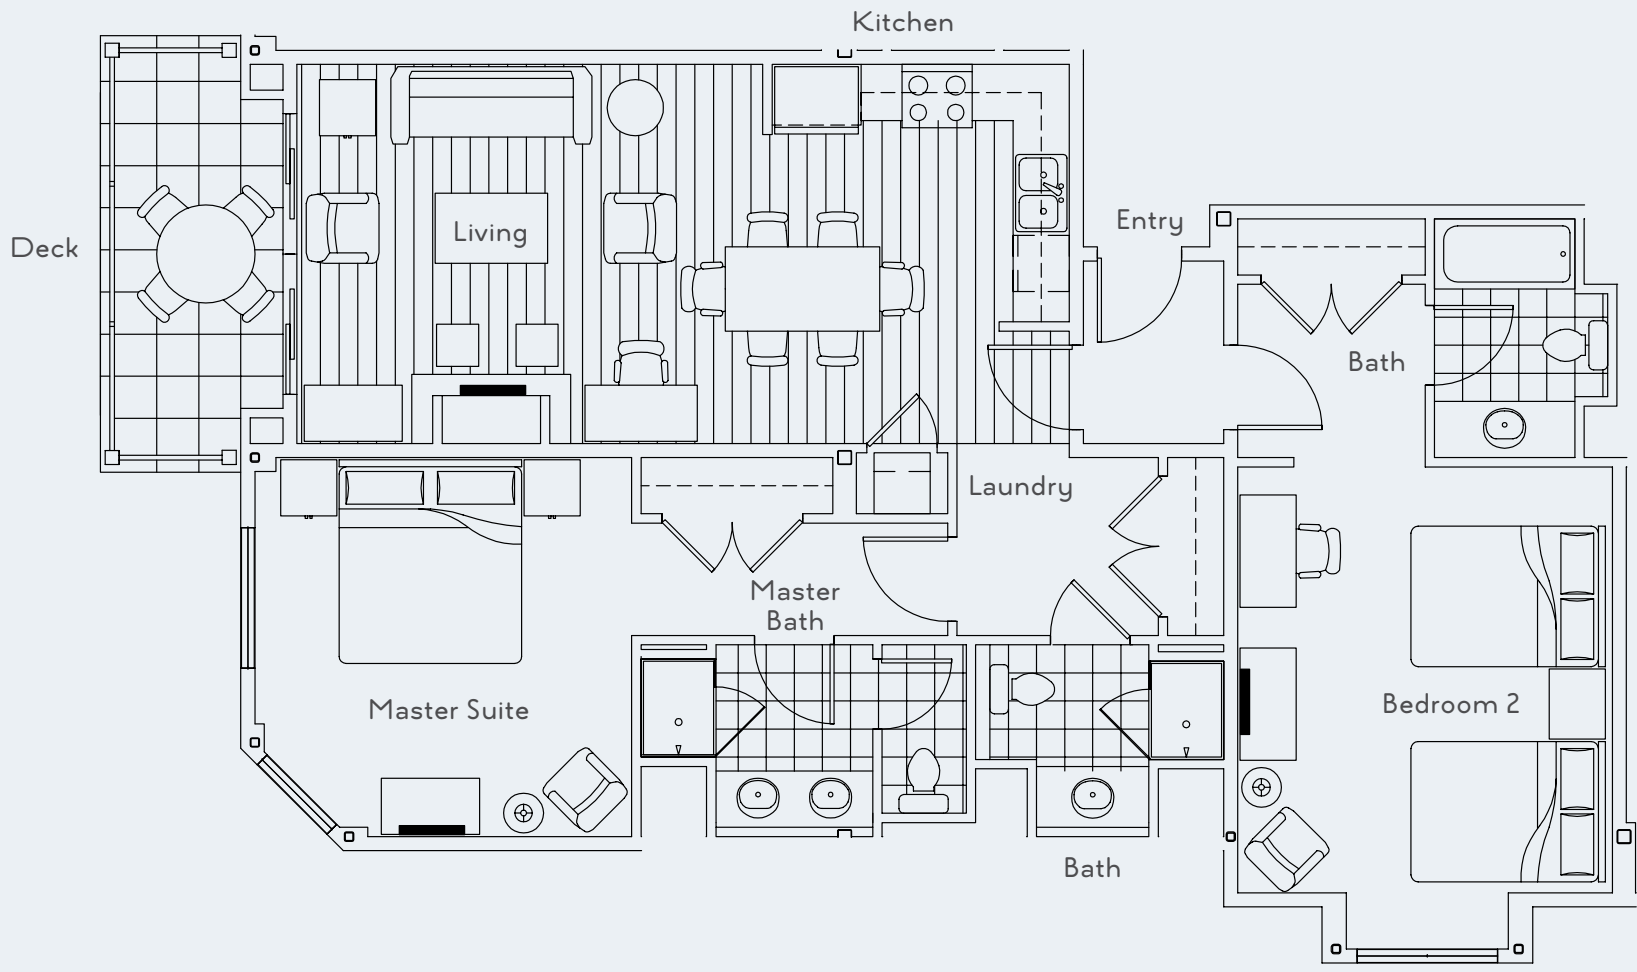 Kitchen
Entry
Living
Deck
Bath
Laundry
Master
Bath
Master Suite
Bedroom 2
Bath